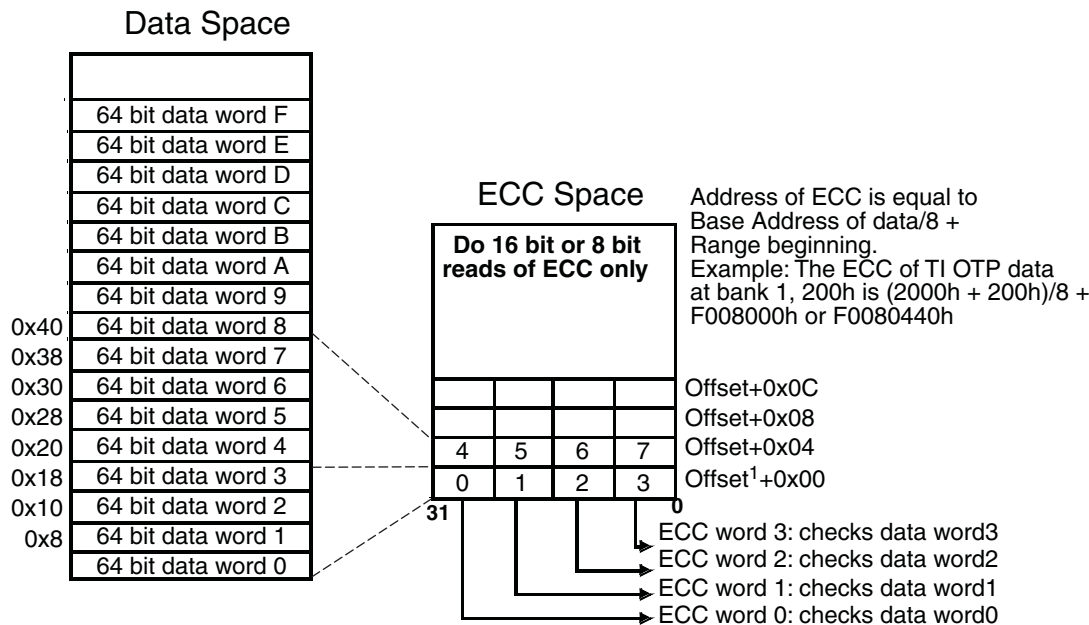 Data Space
64 bit data word F
64 bit data word E
64 bit data word D
64 bit data word C
64 bit data word B
64 bit data word A
64 bit data word 9
0x40 64 bit data word 8
0x38 64 bit data word 7
0x30 64 bit data word 6
0x28 64 bit data word 5
0x20 64 bit data word 4
0x18 64 bit data word 3
0x10 64 bit data word 2
0x8 64 bit data word 1
64 bit data word 0
ECC Space
Do 16 bit or 8 bit
reads of ECC only
Offset+0x0C
Offset+0x08
4 5 6 7 Offset+0x04
0 1 2 3 Offset¹+0x00
31 0
ECC word 3: checks data word3
ECC word 2: checks data word2
ECC word 1: checks data word1
ECC word 0: checks data word0
Address of ECC is equal to
Base Address of data/8 +
Range beginning.
Example: The ECC of TI OTP data
at bank 1, 200h is (2000h + 200h)/8 +
F008000h or F0080440h